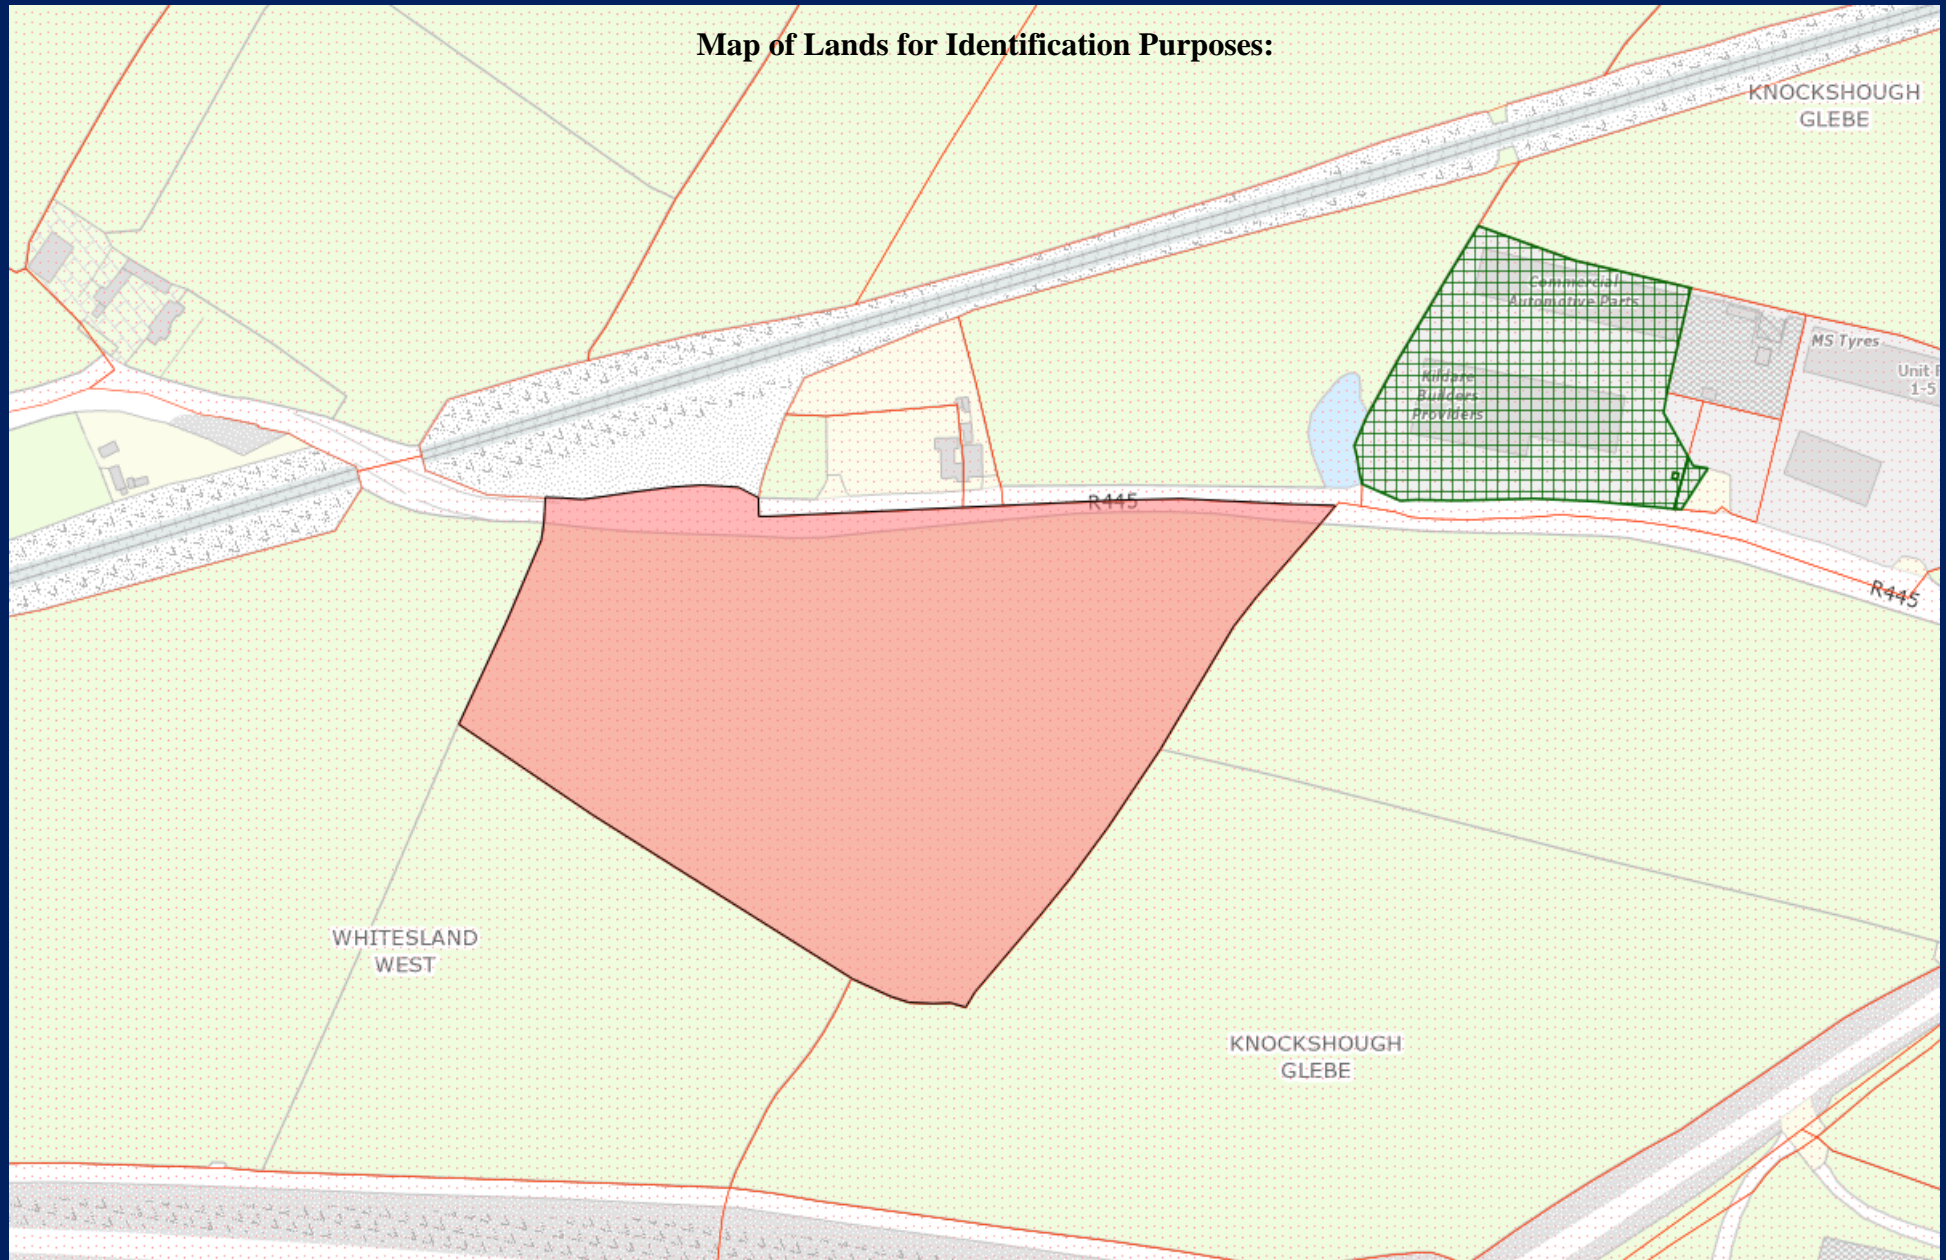 Map of Lands for Identification Purposes:
KNOCKSHOUGH
GLEBE
Commercial
Automotive Parts
MS Tyres
Unit
1-5
Kildare
Builders
Providers
R445
R445
WHITESLAND
WEST
KNOCKSHOUGH
GLEBE